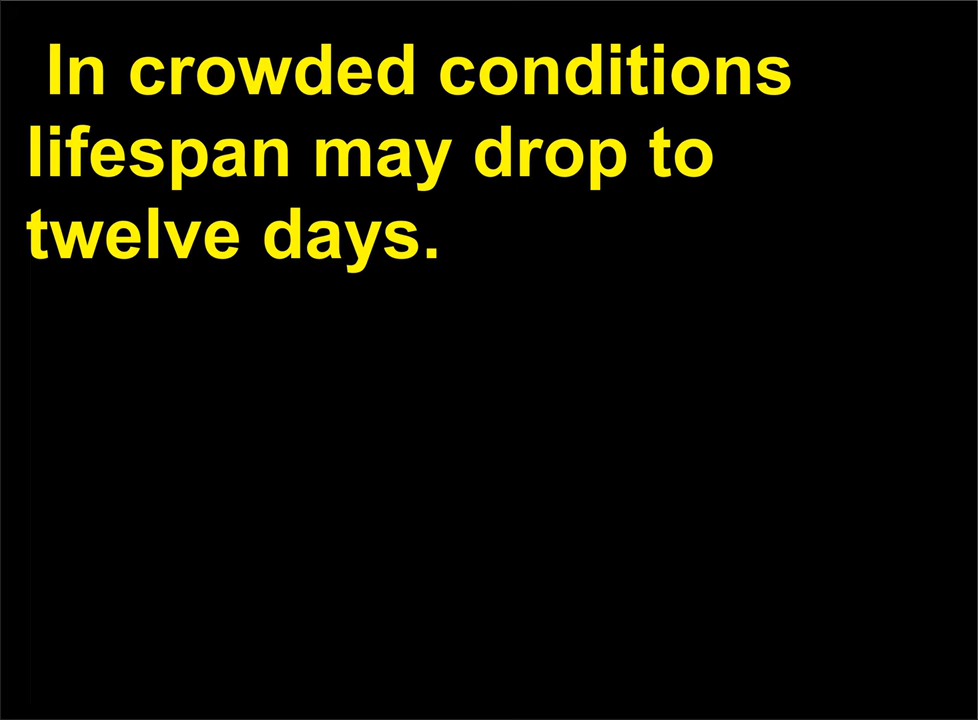 In crowded conditions
lifespan may drop to
twelve days.